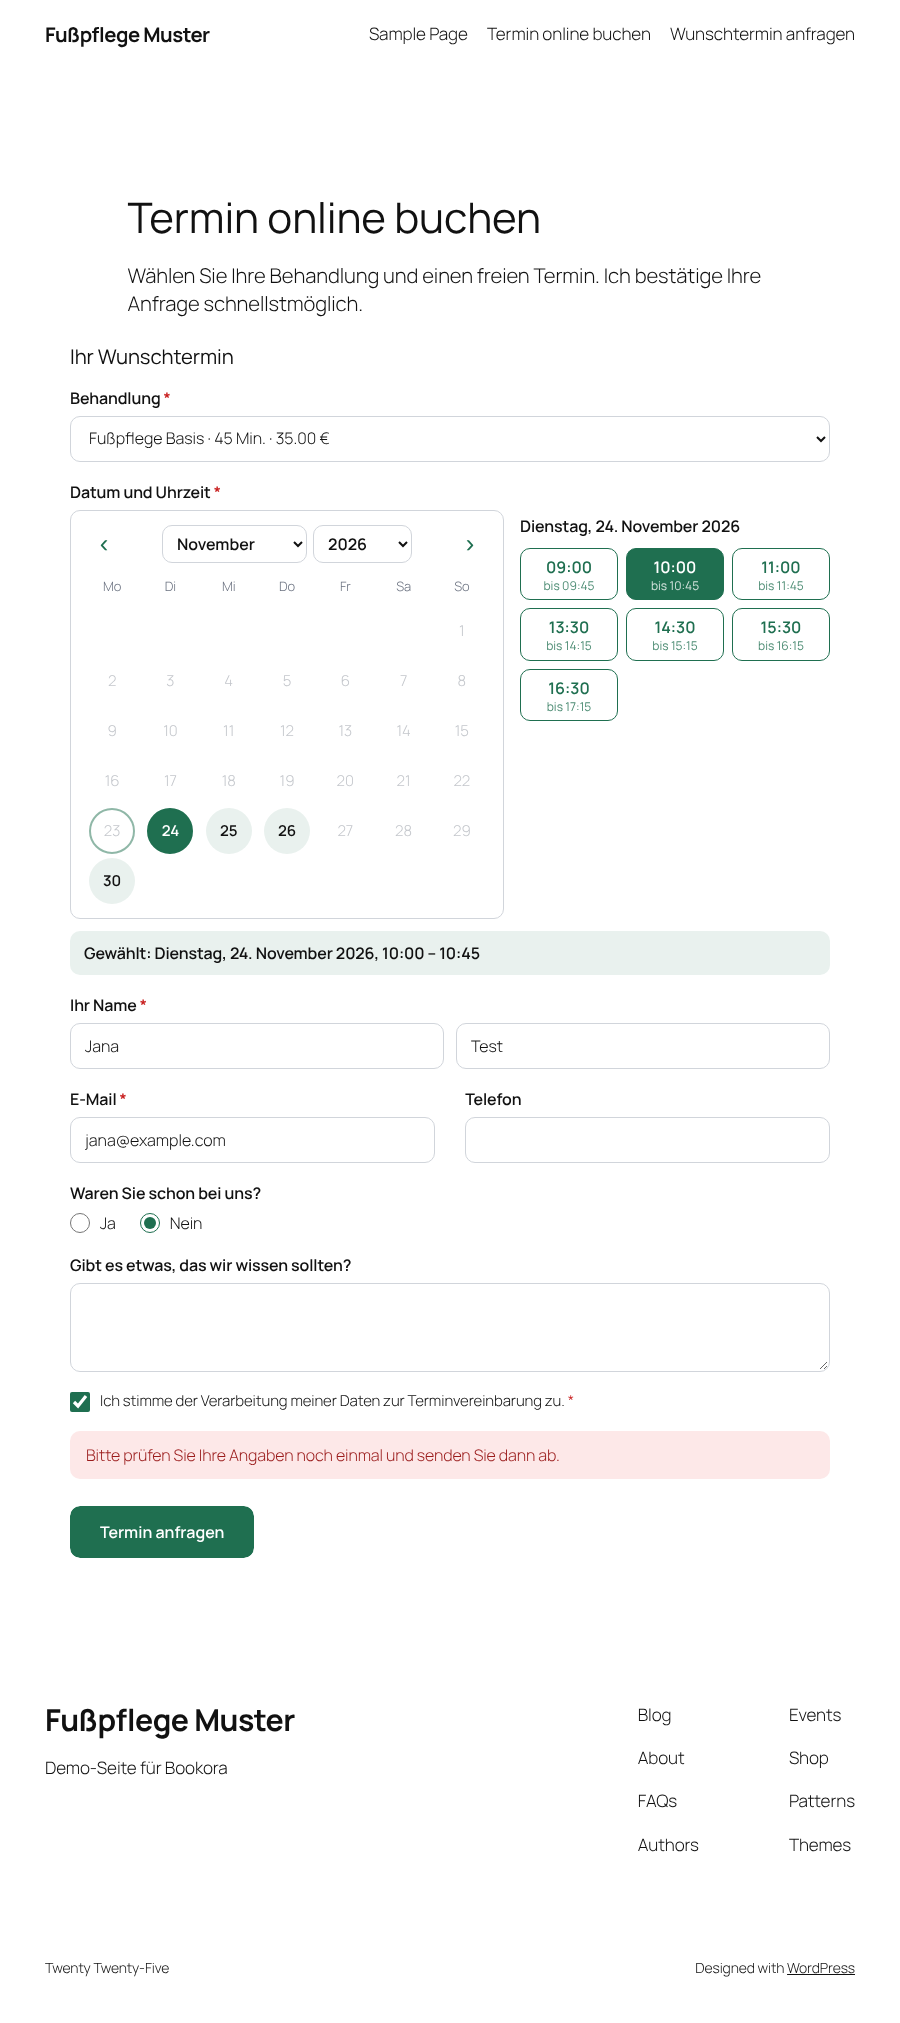 Fußpflege Muster
Sample Page Termin online buchen Wunschtermin anfragen
Termin online buchen
Wählen Sie Ihre Behandlung und einen freien Termin. Ich bestätige Ihre
Anfrage schnellstmöglich.
Ihr Wunschtermin
Behandlung *
Fußpflege Basis · 45 Min. · 35.00 €
Datum und Uhrzeit *
‹ November 2026 ›
Mo Di Mi Do Fr Sa So
1
2 3 4 5 6 7 8
9 10 11 12 13 14 15
16 17 18 19 20 21 22
23 24 25 26 27 28 29
30
Dienstag, 24. November 2026
09:00 10:00 11:00
bis 09:45 bis 10:45 bis 11:45
13:30 14:30 15:30
bis 14:15 bis 15:15 bis 16:15
16:30
bis 17:15
Gewählt: Dienstag, 24. November 2026, 10:00 – 10:45
Ihr Name *
Jana Test
E-Mail * Telefon
jana@example.com
Waren Sie schon bei uns?
Ja Nein
Gibt es etwas, das wir wissen sollten?
Ich stimme der Verarbeitung meiner Daten zur Terminvereinbarung zu. *
Bitte prüfen Sie Ihre Angaben noch einmal und senden Sie dann ab.
Termin anfragen
Fußpflege Muster
Demo-Seite für Bookora
Blog Events
About Shop
FAQs Patterns
Authors Themes
Twenty Twenty-Five Designed with WordPress